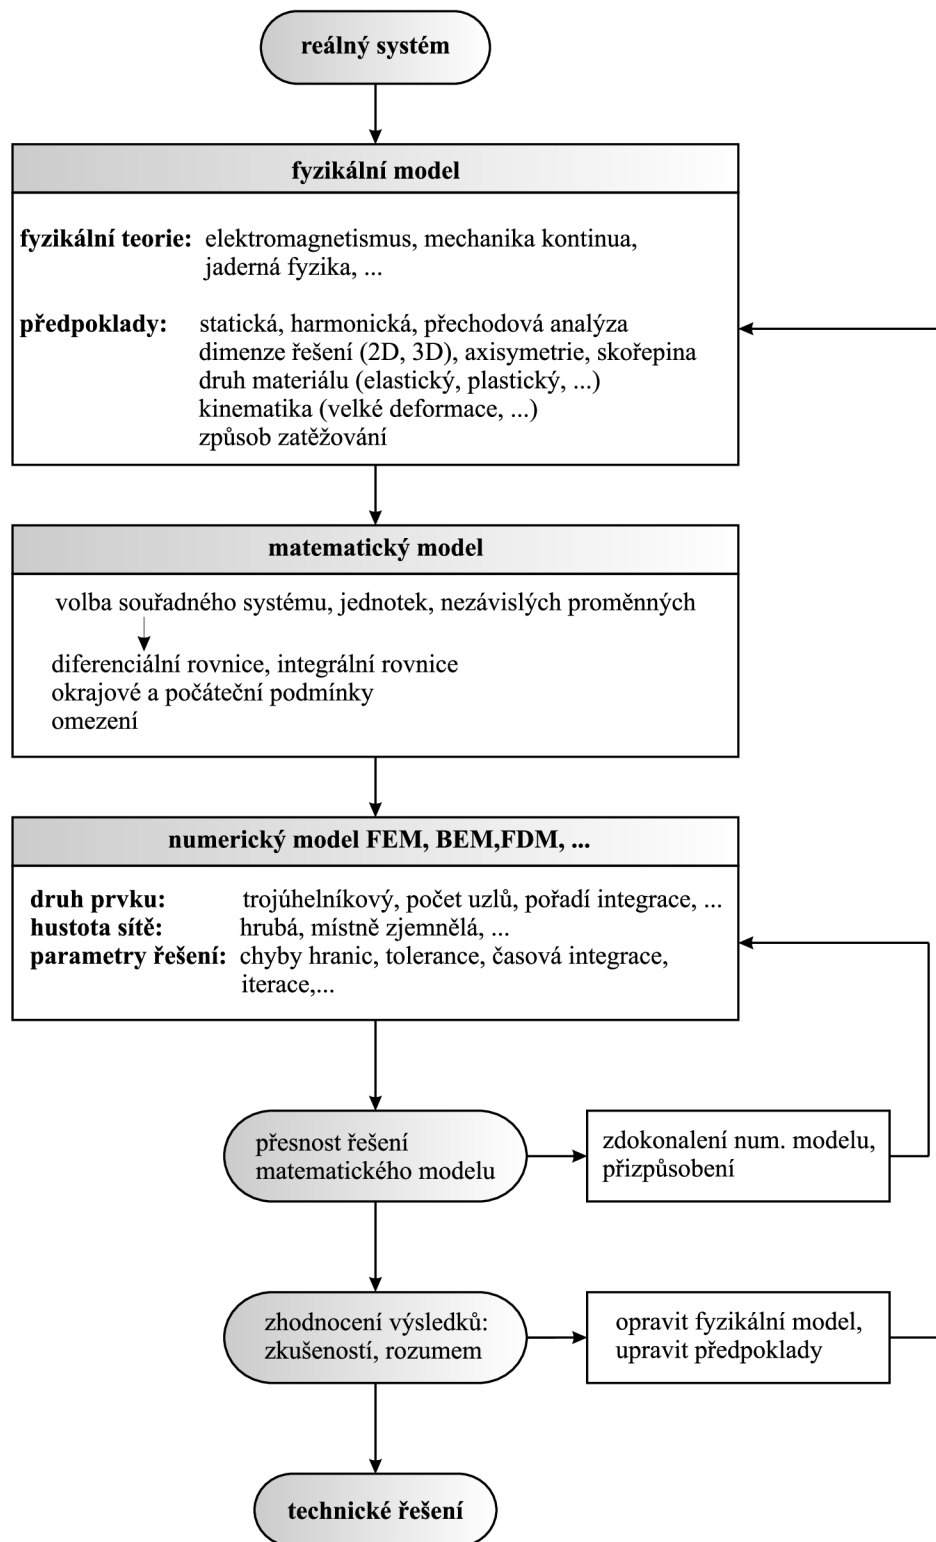 reálný systém
fyzikální model
fyzikální teorie: elektromagnetismus, mechanika kontinua,
jaderná fyzika, ...
předpoklady: statická, harmonická, přechodová analýza
dimenze řešení (2D, 3D), axisymetrie, skořepina
druh materiálu (elastický, plastický, ...)
kinematika (velké deformace, ...)
způsob zatěžování
matematický model
volba souřadného systému, jednotek, nezávislých proměnných
diferenciální rovnice, integrální rovnice
okrajové a počáteční podmínky
omezení
numerický model FEM, BEM,FDM, ...
druh prvku: trojúhelníkový, počet uzlů, pořadí integrace, ...
hustota sítě: hrubá, místně zjemnělá, ...
parametry řešení: chyby hranic, tolerance, časová integrace,
iterace,...
přesnost řešení
matematického modelu
zdokonalení num. modelu,
přizpůsobení
zhodnocení výsledků:
zkušeností, rozumem
opravit fyzikální model,
upravit předpoklady
technické řešení